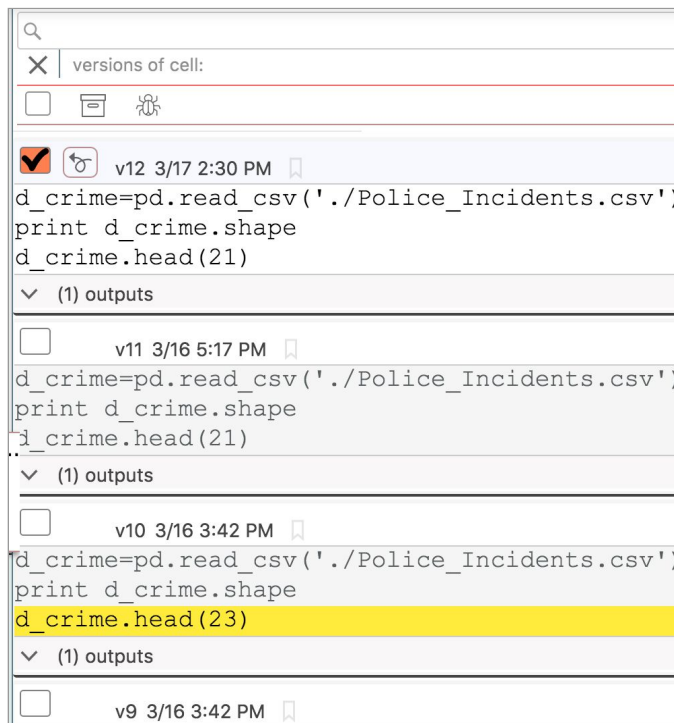 versions of cell:
v12 3/17 2:30 PM
d_crime=pd.read_csv('./Police_Incidents.csv')
print d_crime.shape
d_crime.head(21)
(1) outputs
v11 3/16 5:17 PM
d_crime=pd.read_csv('./Police_Incidents.csv')
print d_crime.shape
d_crime.head(21)
(1) outputs
v10 3/16 3:42 PM
d_crime=pd.read_csv('./Police_Incidents.csv')
print d_crime.shape
d_crime.head(23)
(1) outputs
v9 3/16 3:42 PM